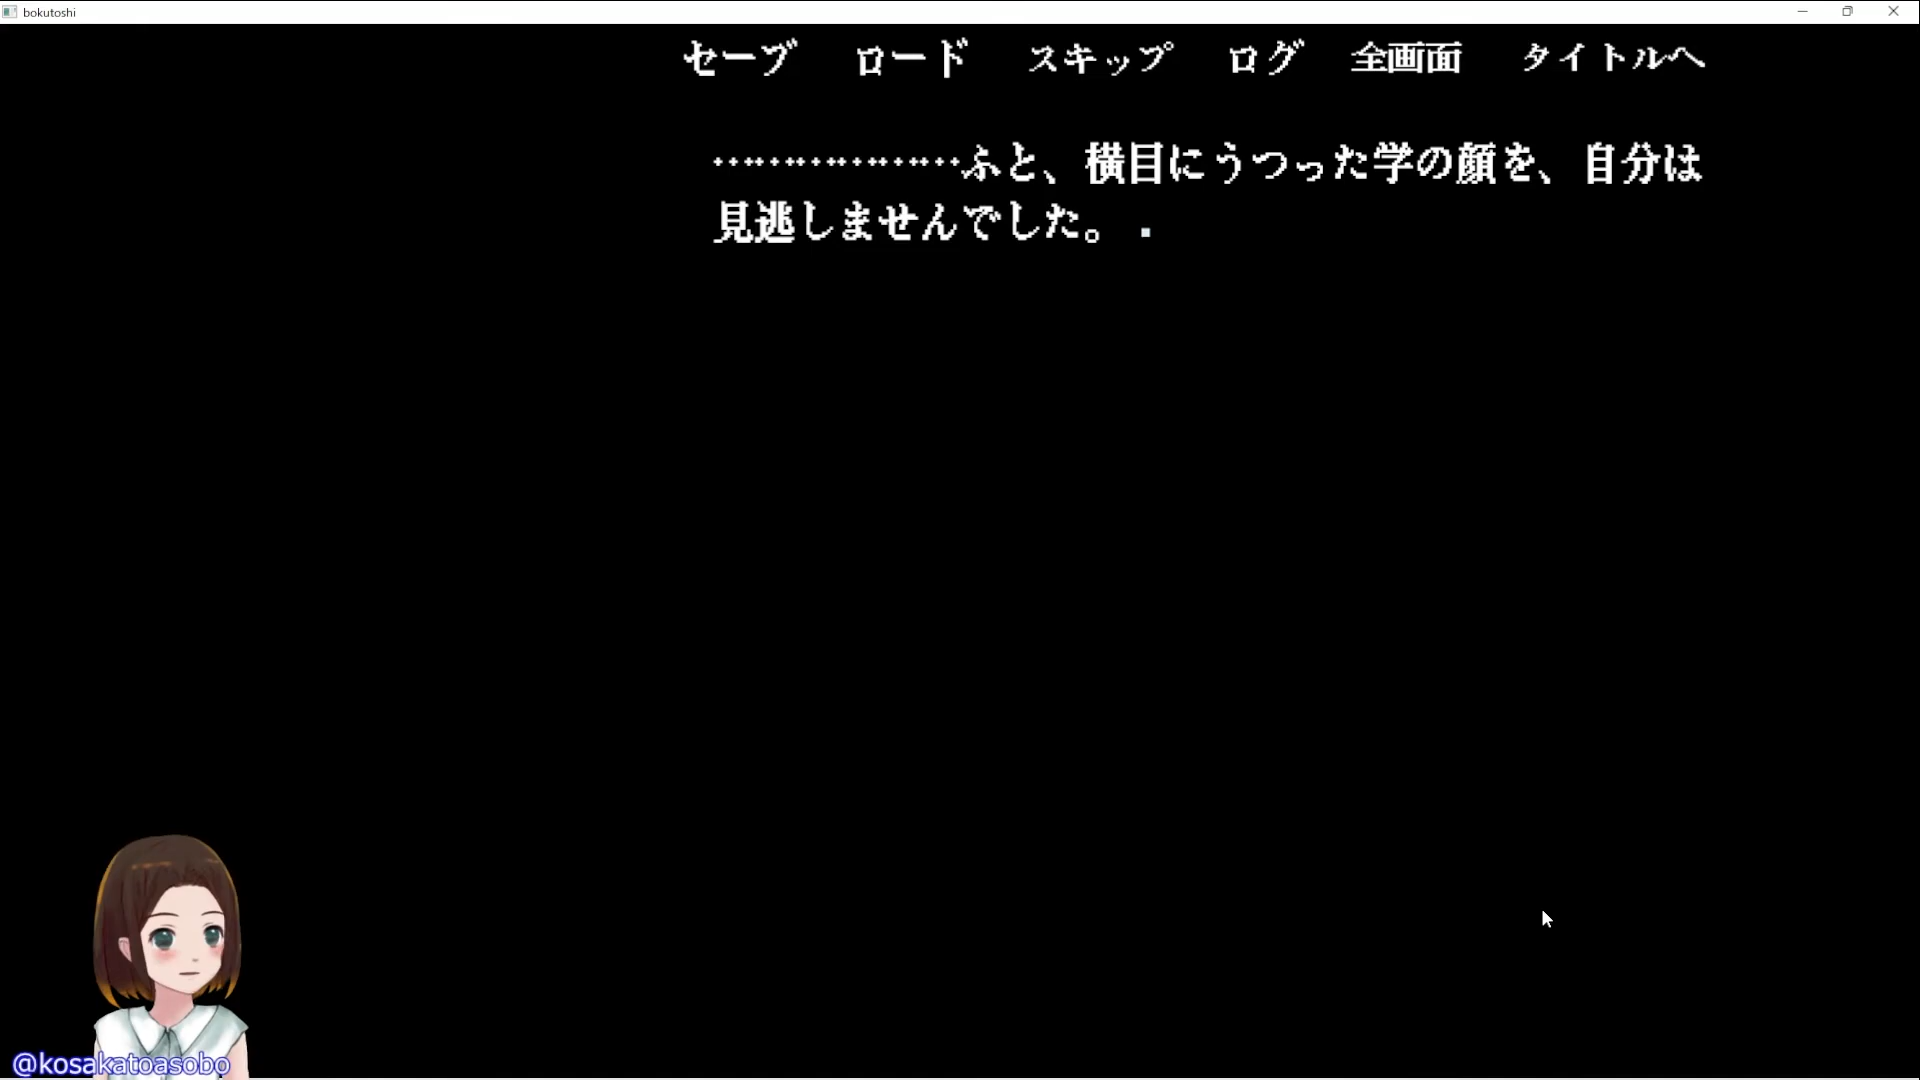 bokutoshi
セーブ ロード スキップ ログ 全画面 タイトルへ
………………ふと、横目にうつった学の顔を、自分は
見逃しませんでした。
@kosakatoasobo